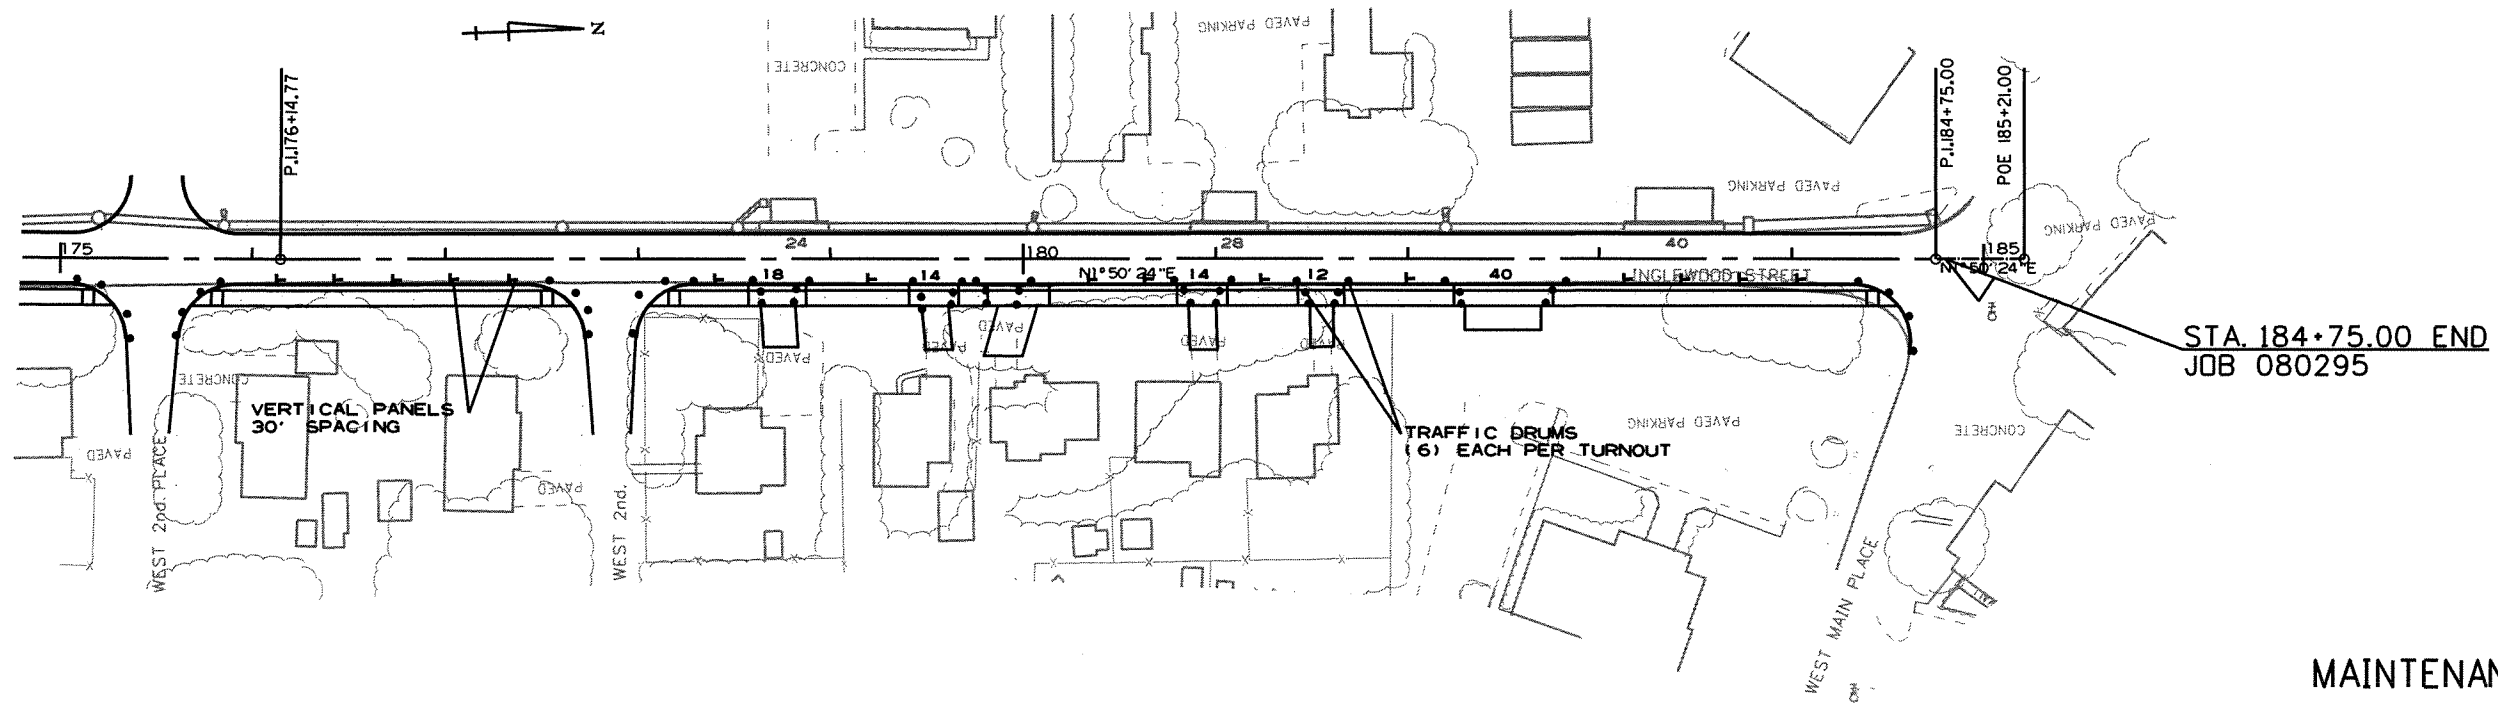 N
PAVED PARKING
CONCRETE
P.I.176+14.77
P.I.184+75.00
POE 185+21.00
PAVED PARKING
PAVED PARKING
175
24
180
28
40
185
18
14
N1°50'24"E
14
12
40
INGLEWOOD STREET
N1°50'24"E
PAVED
PAVED
PAVED
PAVED
PAVED
STA. 184+75.00 END
JOB 080295
CONCRETE
VERTICAL PANELS
30' SPACING
TRAFFIC DRUMS
(6) EACH PER TURNOUT
PAVED PARKING
CONCRETE
PAVED
PAVED
WEST 2nd. PLACE
WEST 2nd.
WEST MAIN PLACE
MAINTENAN